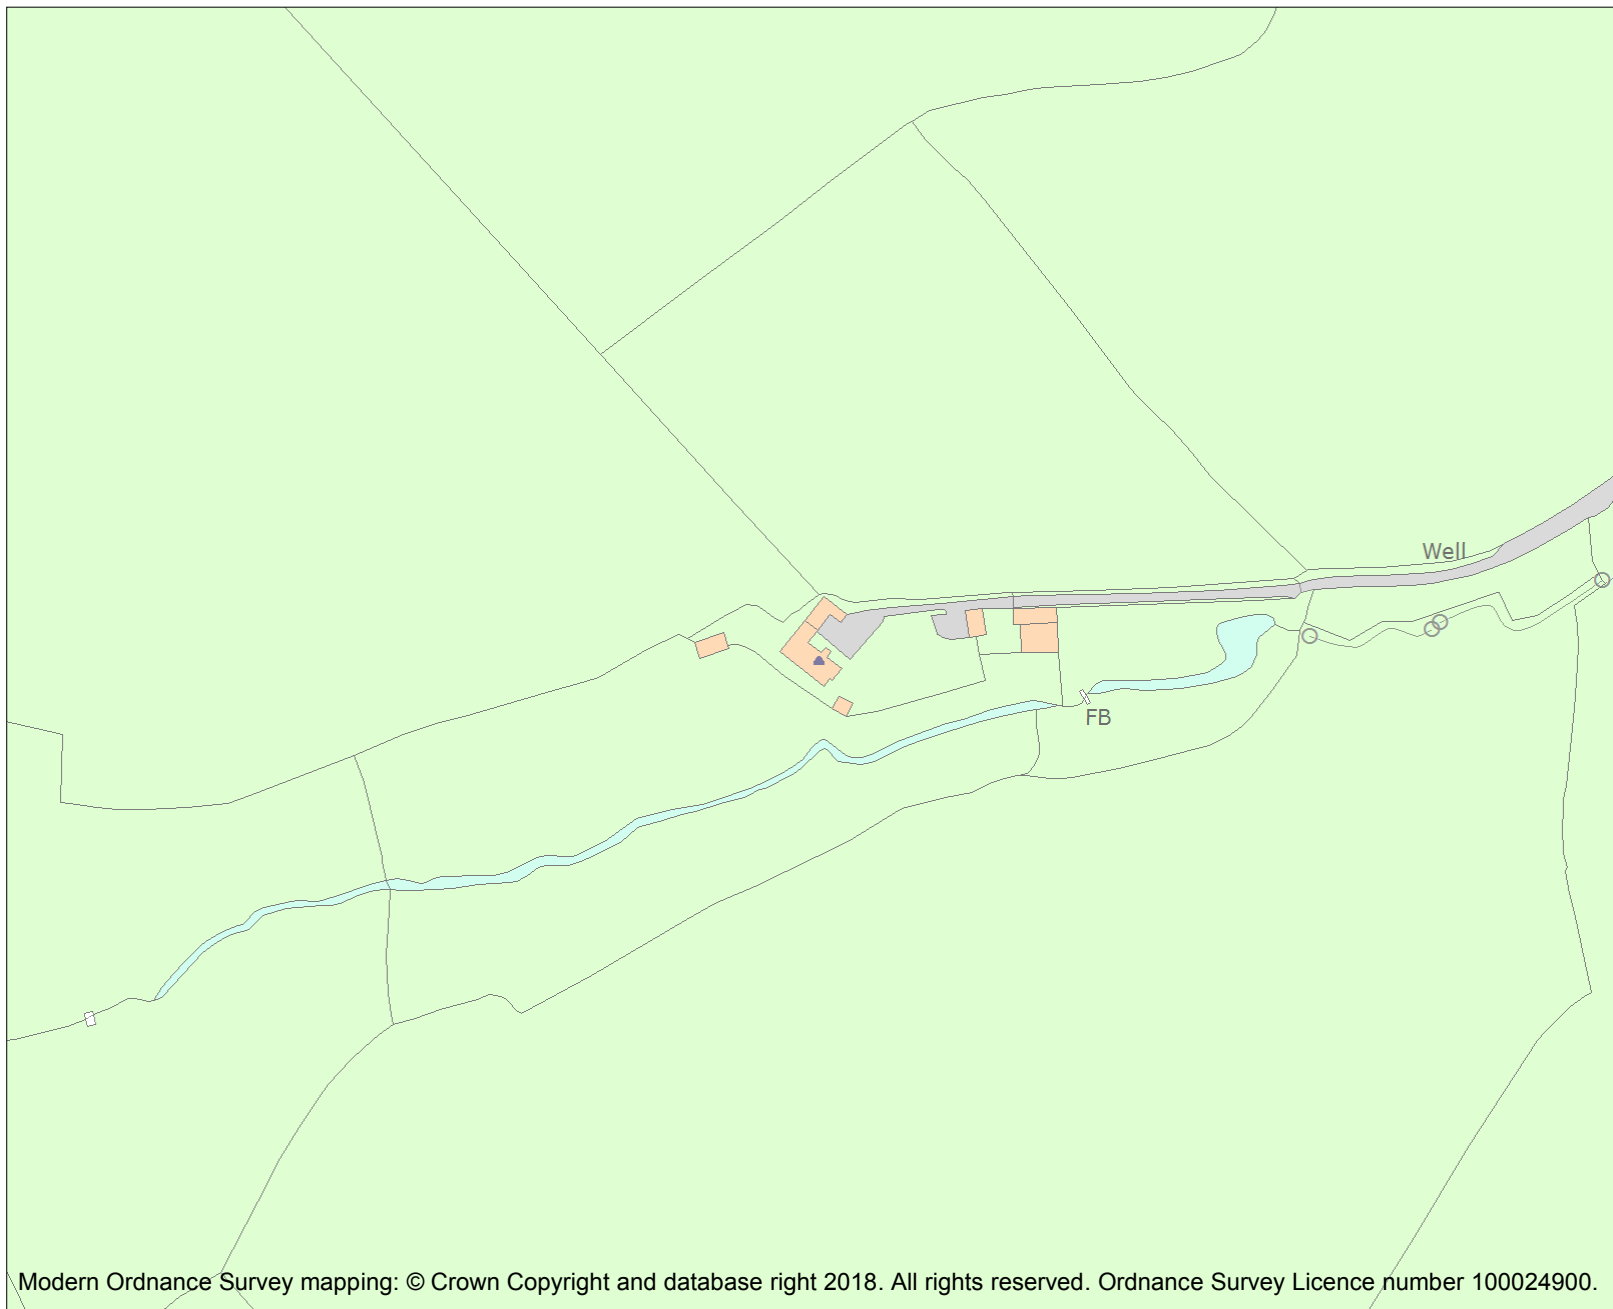 Well
FB
Modern Ordnance Survey mapping: © Crown Copyright and database right 2018. All rights reserved. Ordnance Survey Licence number 100024900.